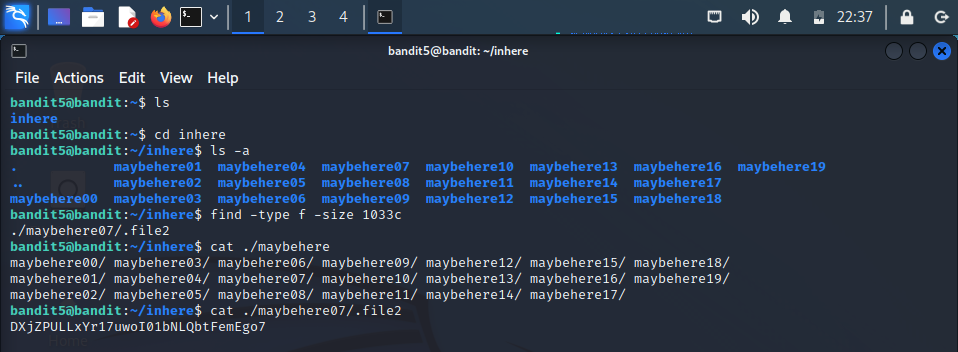 1 2 3 4 22:37
bandit5@bandit: ~/inhere
File Actions Edit View Help
bandit5@bandit:~$ ls
inhere
bandit5@bandit:~$ cd inhere
bandit5@bandit:~/inhere$ ls -a
. maybehere01 maybehere04 maybehere07 maybehere10 maybehere13 maybehere16 maybehere19
.. maybehere02 maybehere05 maybehere08 maybehere11 maybehere14 maybehere17
maybehere00 maybehere03 maybehere06 maybehere09 maybehere12 maybehere15 maybehere18
bandit5@bandit:~/inhere$ find -type f -size 1033c
./maybehere07/.file2
bandit5@bandit:~/inhere$ cat ./maybehere
maybehere00/ maybehere03/ maybehere06/ maybehere09/ maybehere12/ maybehere15/ maybehere18/
maybehere01/ maybehere04/ maybehere07/ maybehere10/ maybehere13/ maybehere16/ maybehere19/
maybehere02/ maybehere05/ maybehere08/ maybehere11/ maybehere14/ maybehere17/
bandit5@bandit:~/inhere$ cat ./maybehere07/.file2
DXjZPULLxYr17uwoI01bNLQbtFemEgo7
Home